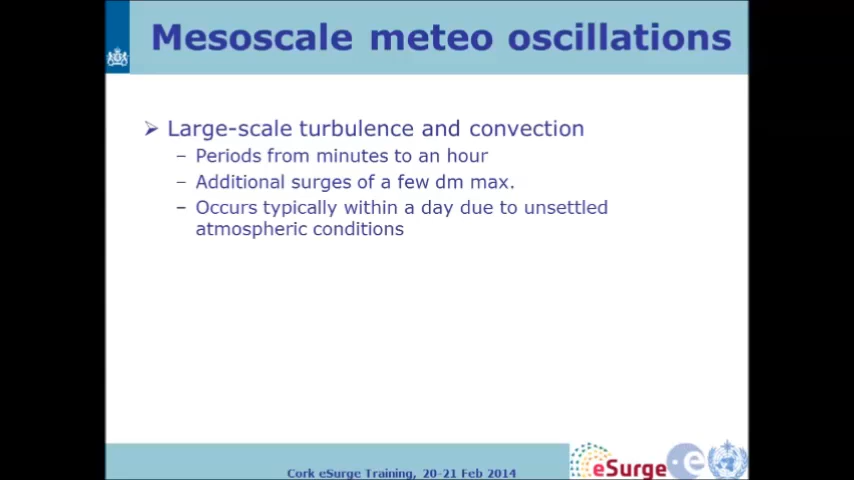 Mesoscale meteo oscillations
➢ Large-scale turbulence and convection
– Periods from minutes to an hour
– Additional surges of a few dm max.
– Occurs typically within a day due to unsettled
atmospheric conditions
Cork eSurge Training, 20-21 Feb 2014
eSurge